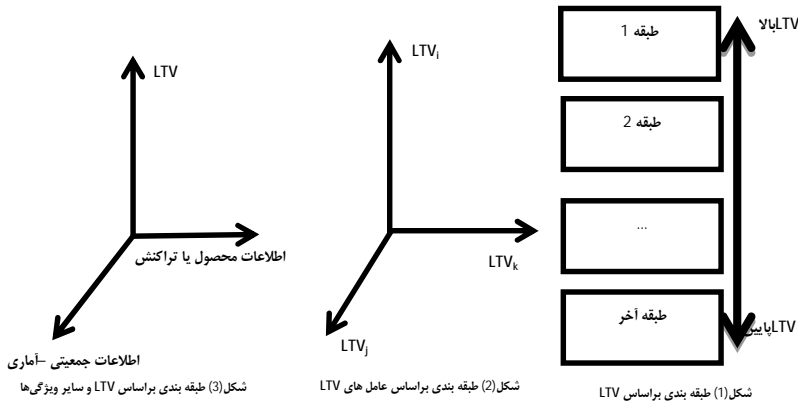 LTVبالا
طبقه 1
طبقه 2
...
طبقه آخر
LTVپایین
شکل(1) طبقه بندی براساس LTV
LTVi
LTVk
LTVj
شکل(2) طبقه بندی براساس عامل های LTV
LTV
اطلاعات محصول یا تراکنش
اطلاعات جمعیتی –آماری
شکل(3) طبقه بندی براساس LTV و سایر ویژگی‌ها